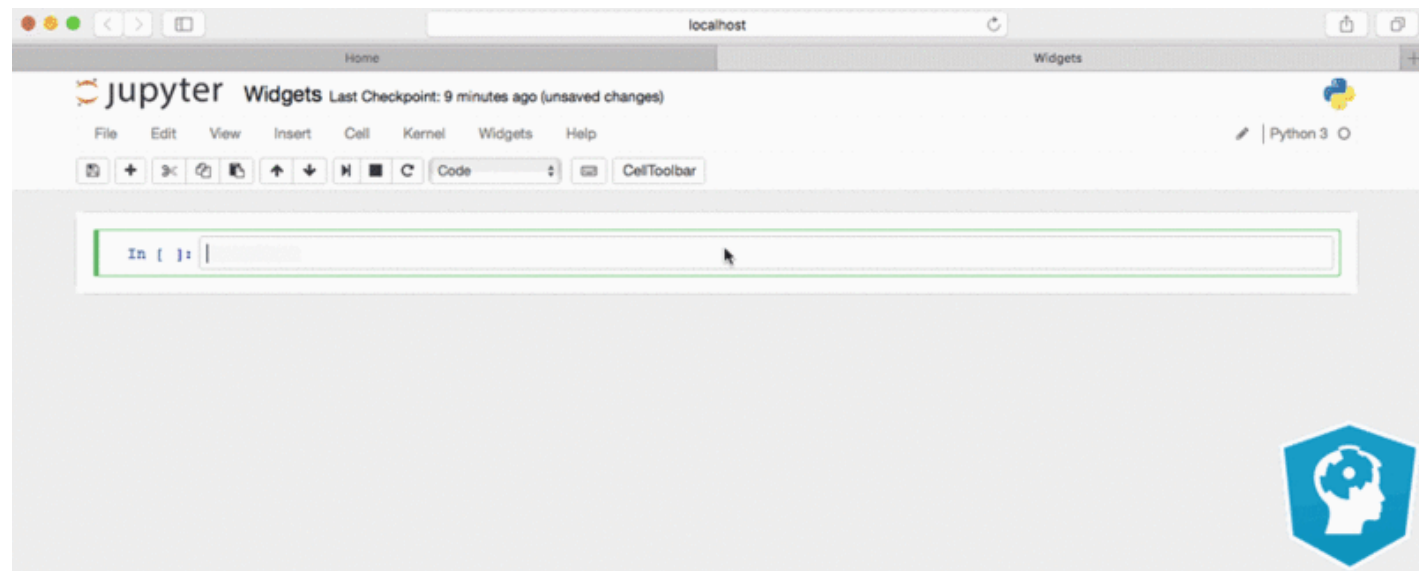 localhost
Home Widgets
jupyter Widgets Last Checkpoint: 9 minutes ago (unsaved changes)
File Edit View Insert Cell Kernel Widgets Help Python 3
Code CellToolbar
In [ ]: